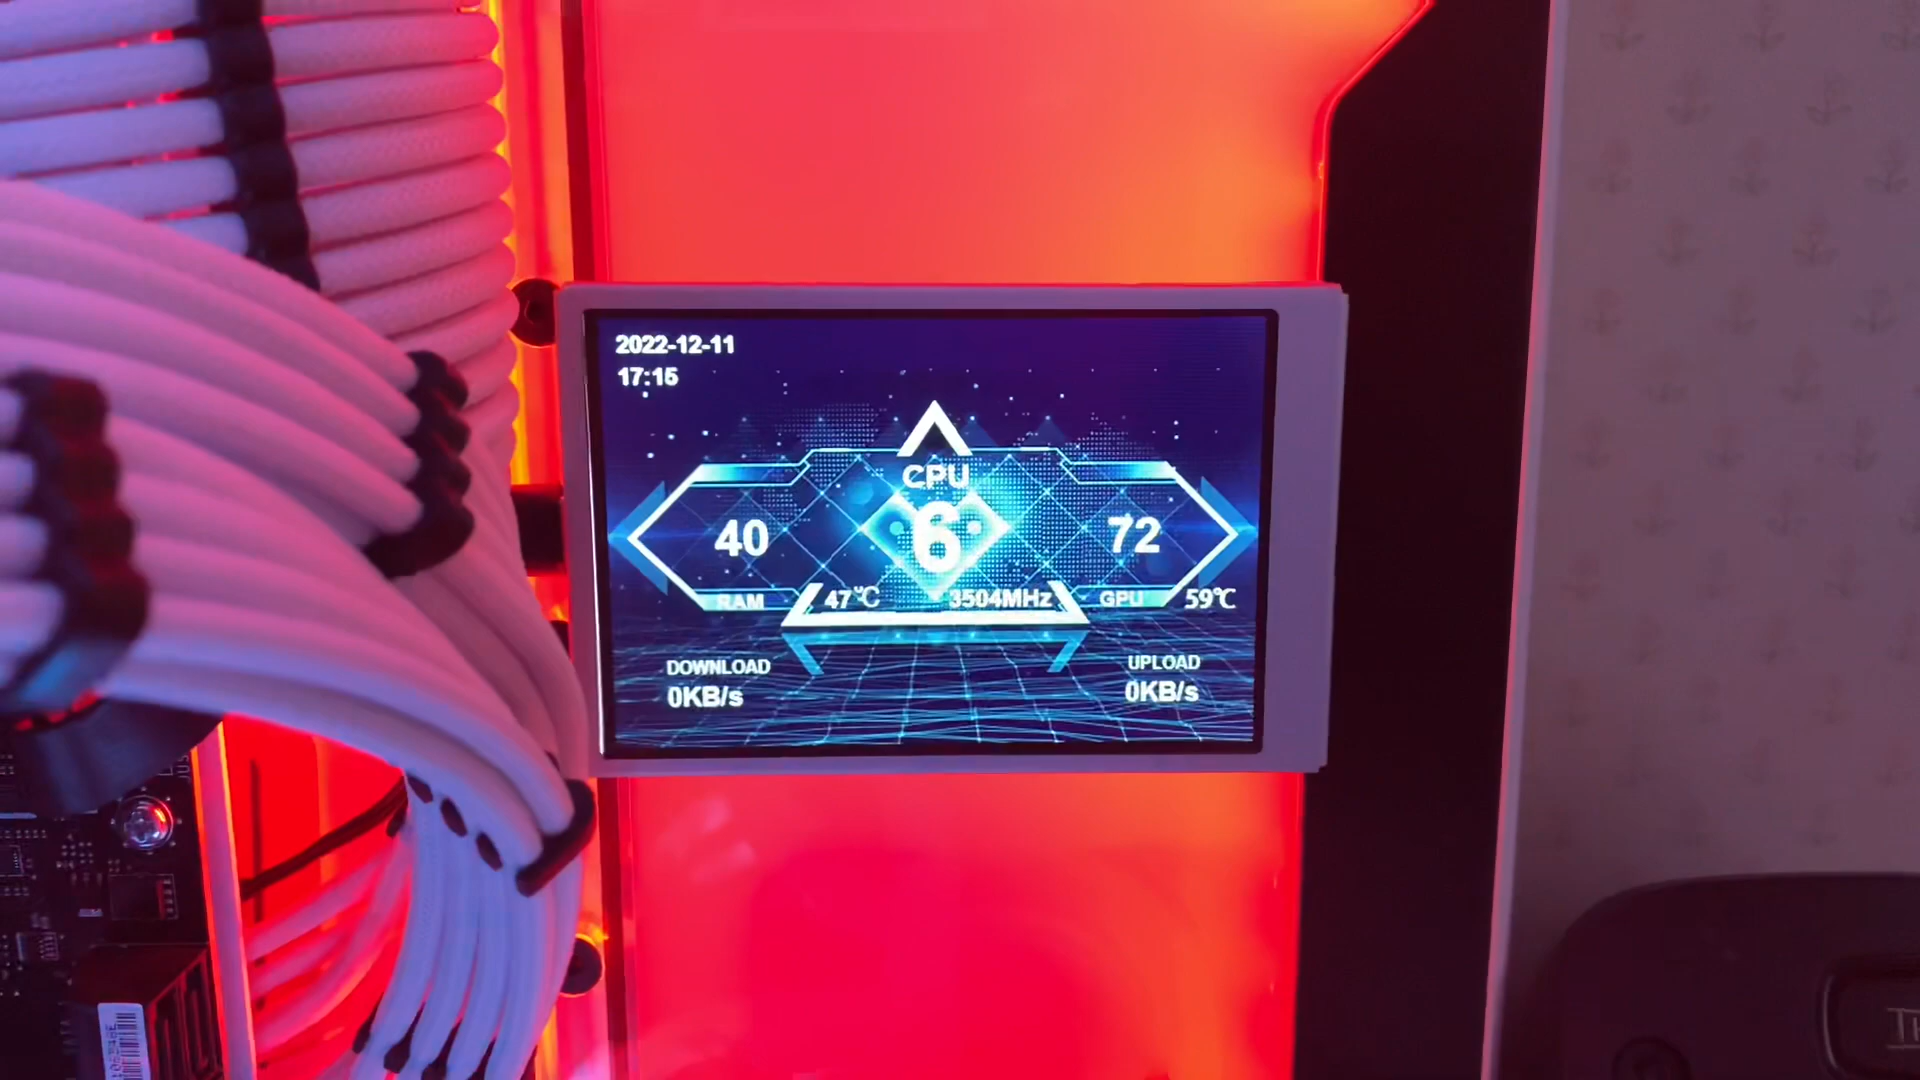 2022-12-11
17:15
CPU
40
6
72
RAM
47℃
3504MHz
GPU
59℃
DOWNLOAD
0KB/s
UPLOAD
0KB/s